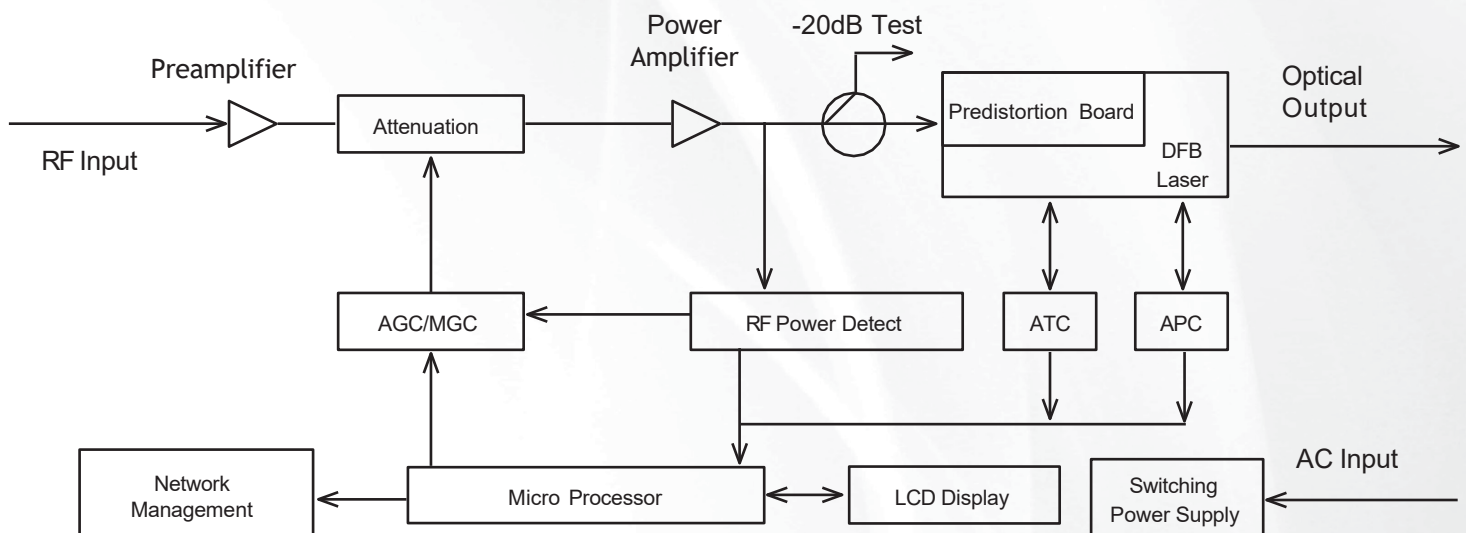 Power
Amplifier
-20dB Test
Preamplifier
Optical
Output
Attenuation
Predistortion Board
RF Input
DFB
Laser
AGC/MGC
RF Power Detect
ATC
APC
AC Input
Network
Management
Micro Processor
LCD Display
Switching
Power Supply